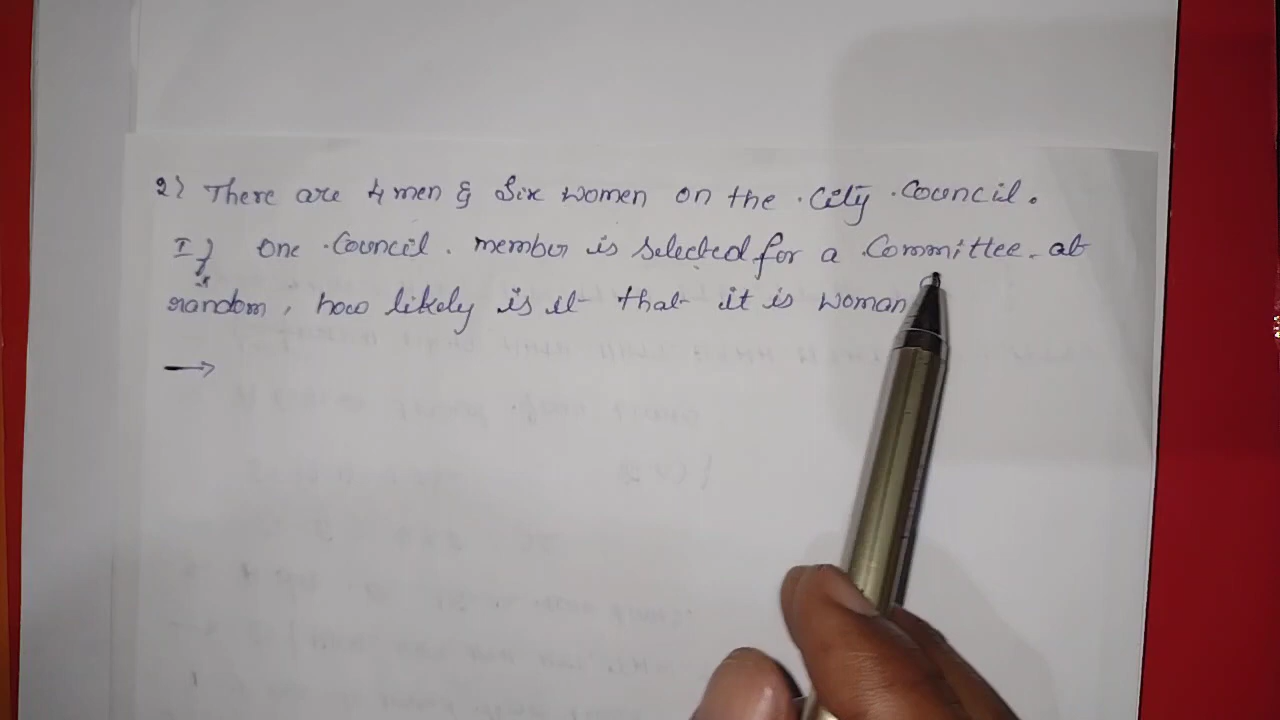 2) There are 4 men & Six women on the City Council.
If one Council member is selected for a Committee at
random, how likely is it that it is woman
→